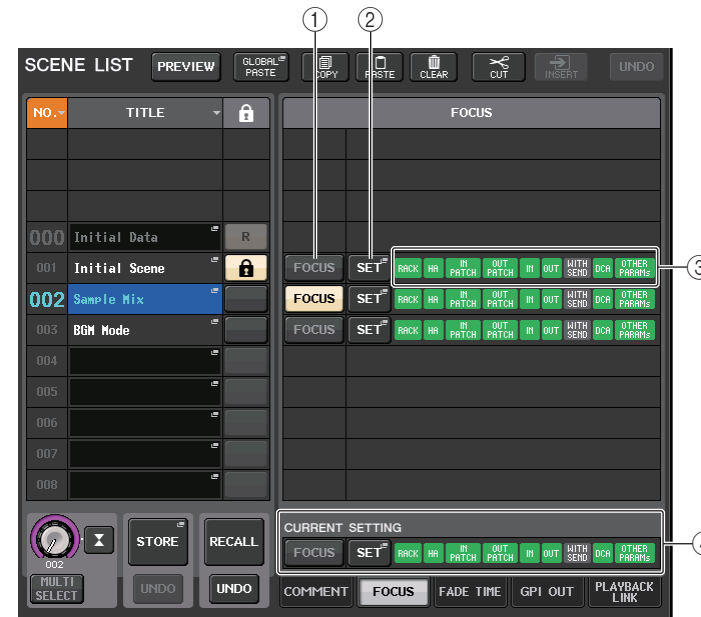 ① ②
SCENE LIST PREVIEW GLOBAL PASTE COPY PASTE CLEAR CUT INSERT UNDO
NO. TITLE FOCUS
000 Initial Data R
001 Initial Scene FOCUS SET RACK HA IN PATCH OUT PATCH IN OUT WITH SEND DCA OTHER PARAMs
002 Sample Mix FOCUS SET RACK HA IN PATCH OUT PATCH IN OUT WITH SEND DCA OTHER PARAMs
003 BGM Mode FOCUS SET RACK HA IN PATCH OUT PATCH IN OUT WITH SEND DCA OTHER PARAMs
004
005
006
007
008
002
MULTI SELECT
STORE
UNDO
RECALL
UNDO
CURRENT SETTING
FOCUS SET RACK HA IN PATCH OUT PATCH IN OUT WITH SEND DCA OTHER PARAMs
COMMENT FOCUS FADE TIME GPI OUT PLAYBACK LINK